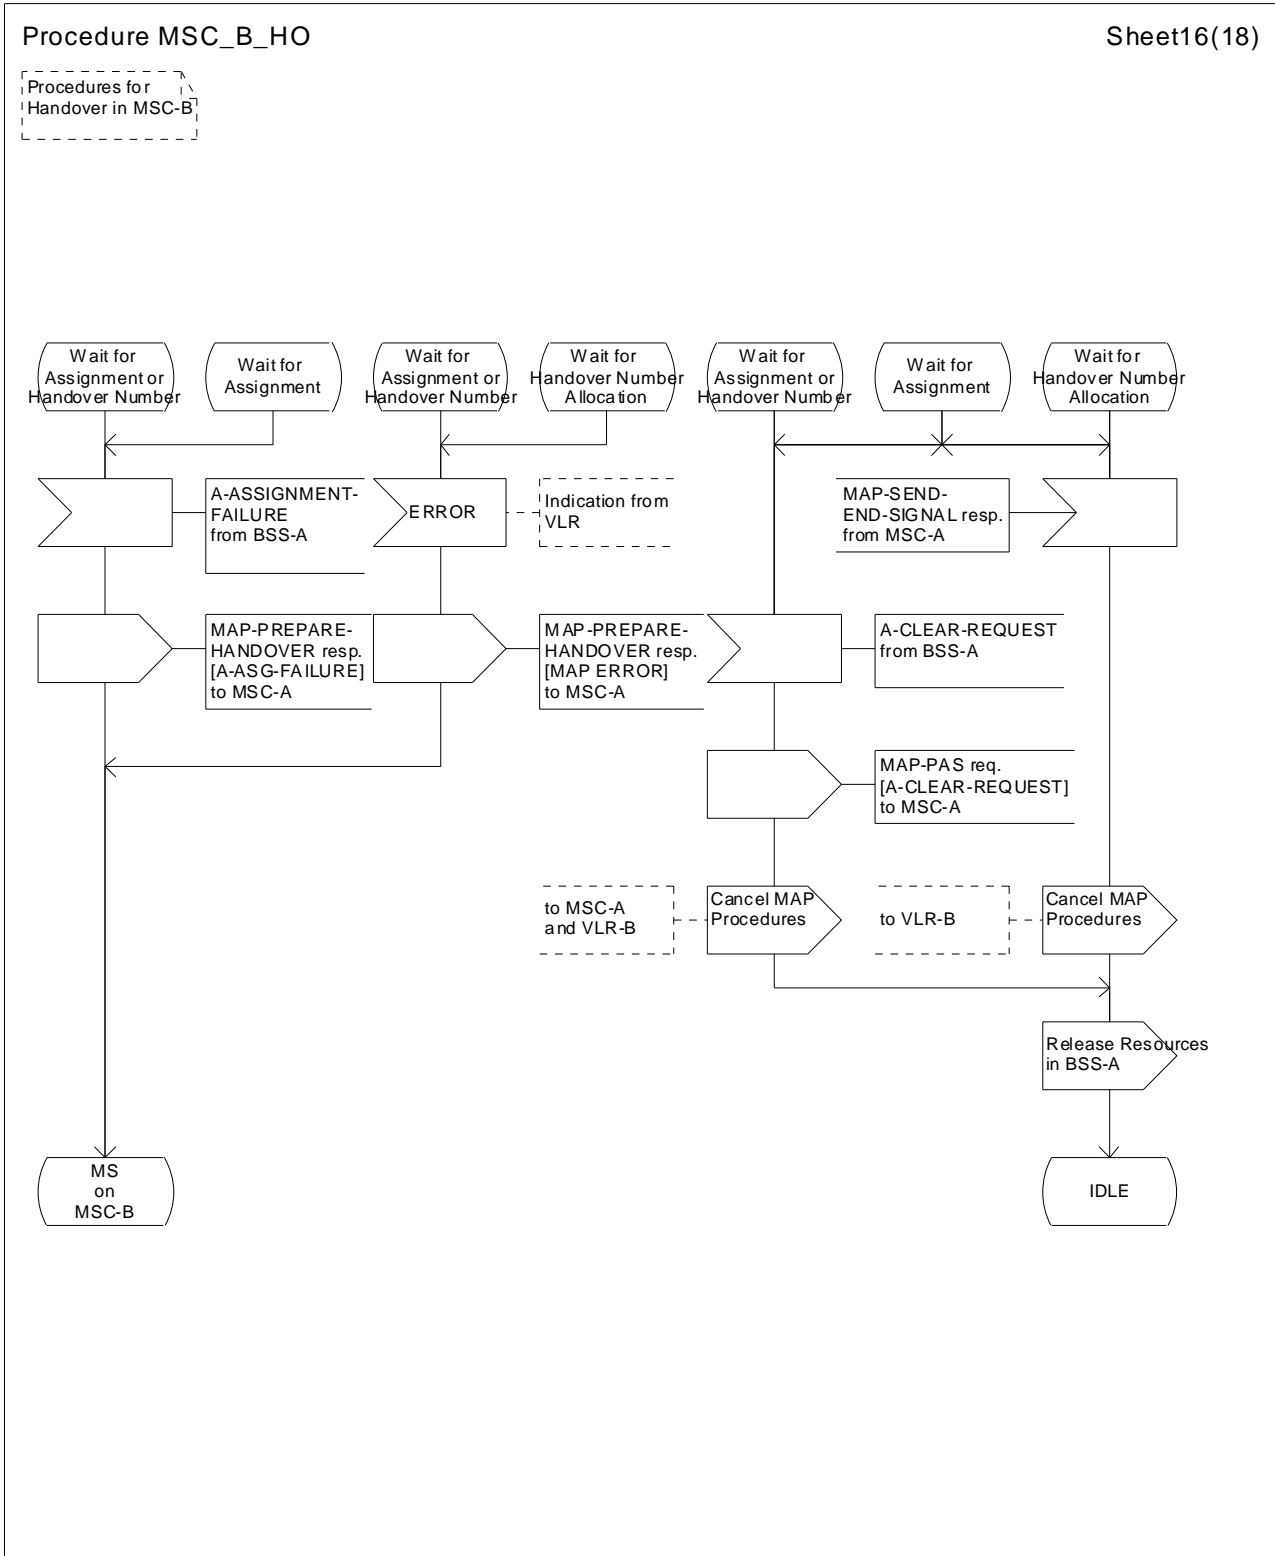 Procedure MSC_B_HO
Sheet16(18)
Procedures for
Handover in MSC-B
Wait for
Assignment or
Handover Number
Wait for
Assignment
Wait for
Assignment or
Handover Number
Wait for
Handover Number
Allocation
Wait for
Assignment or
Handover Number
Wait for
Assignment
Wait for
Handover Number
Allocation
A-ASSIGNMENT-
FAILURE
from BSS-A
ERROR
Indication from
VLR
MAP-SEND-
END-SIGNAL resp.
from MSC-A
MAP-PREPARE-
HANDOVER resp.
[A-ASG-FAILURE]
to MSC-A
MAP-PREPARE-
HANDOVER resp.
[MAP ERROR]
to MSC-A
A-CLEAR-REQUEST
from BSS-A
MAP-PAS req.
[A-CLEAR-REQUEST]
to MSC-A
to MSC-A
and VLR-B
Cancel MAP
Procedures
to VLR-B
Cancel MAP
Procedures
Release Resources
in BSS-A
MS
on
MSC-B
IDLE